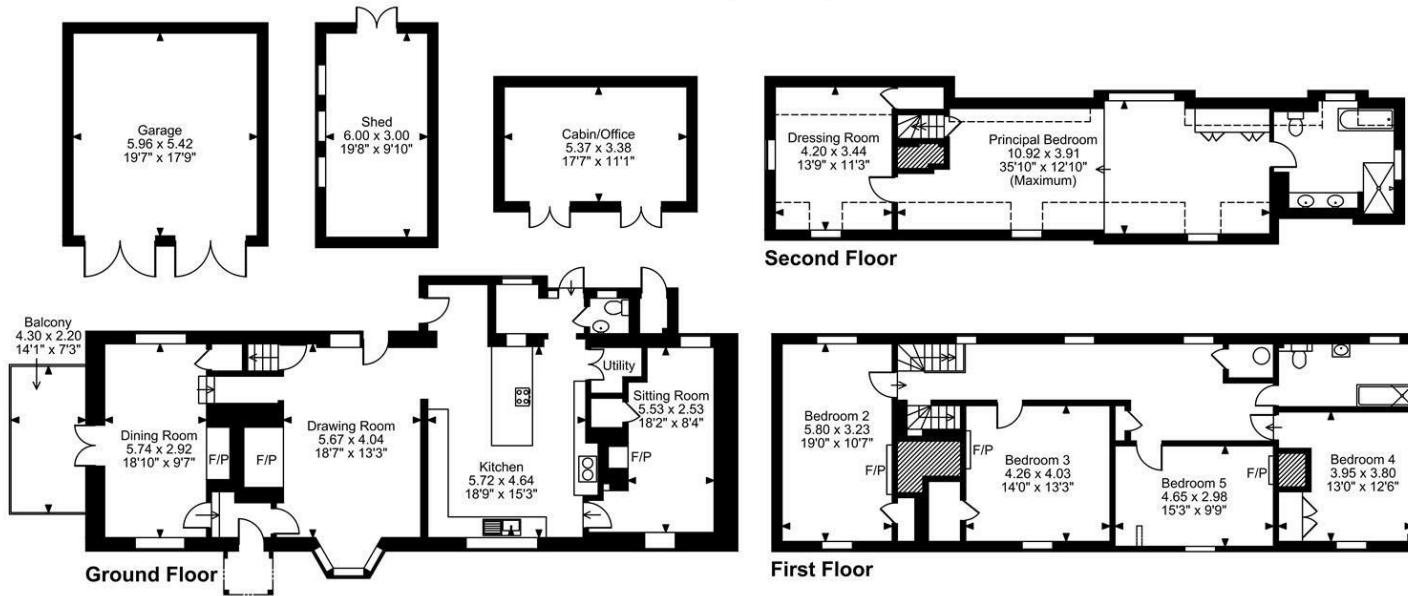 Garage
5.96 x 5.42
19'7" x 17'9"
Shed
6.00 x 3.00
19'8" x 9'10"
Cabin/Office
5.37 x 3.38
17'7" x 11'1"
Dressing Room
4.20 x 3.44
13'9" x 11'3"
Principal Bedroom
10.92 x 3.91
35'10" x 12'10"
(Maximum)
Second Floor
Balcony
4.30 x 2.20
14'1" x 7'3"
Dining Room
5.74 x 2.92
18'10" x 9'7"
F/P
F/P
Drawing Room
5.67 x 4.04
18'7" x 13'3"
Kitchen
5.72 x 4.64
18'9" x 15'3"
Utility
Sitting Room
5.53 x 2.53
18'2" x 8'4"
F/P
Ground Floor
Bedroom 2
5.80 x 3.23
19'0" x 10'7"
F/P
F/P
Bedroom 3
4.26 x 4.03
14'0" x 13'3"
Bedroom 5
4.65 x 2.98
15'3" x 9'9"
F/P
Bedroom 4
3.95 x 3.80
13'0" x 12'6"
First Floor